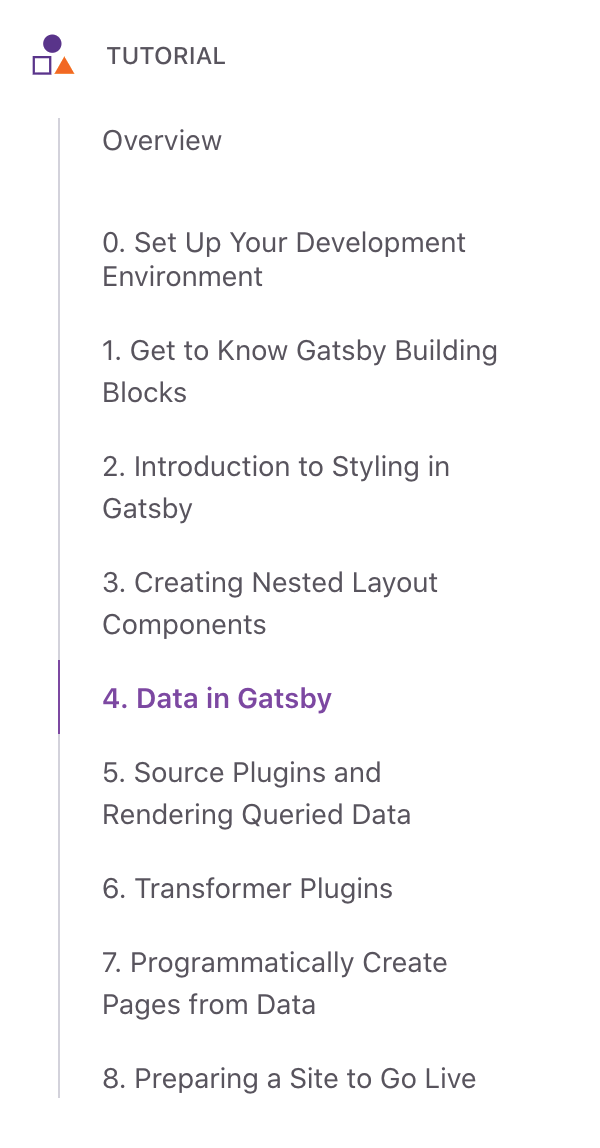 TUTORIAL
Overview
0. Set Up Your Development
Environment
1. Get to Know Gatsby Building
Blocks
2. Introduction to Styling in
Gatsby
3. Creating Nested Layout
Components
4. Data in Gatsby
5. Source Plugins and
Rendering Queried Data
6. Transformer Plugins
7. Programmatically Create
Pages from Data
8. Preparing a Site to Go Live